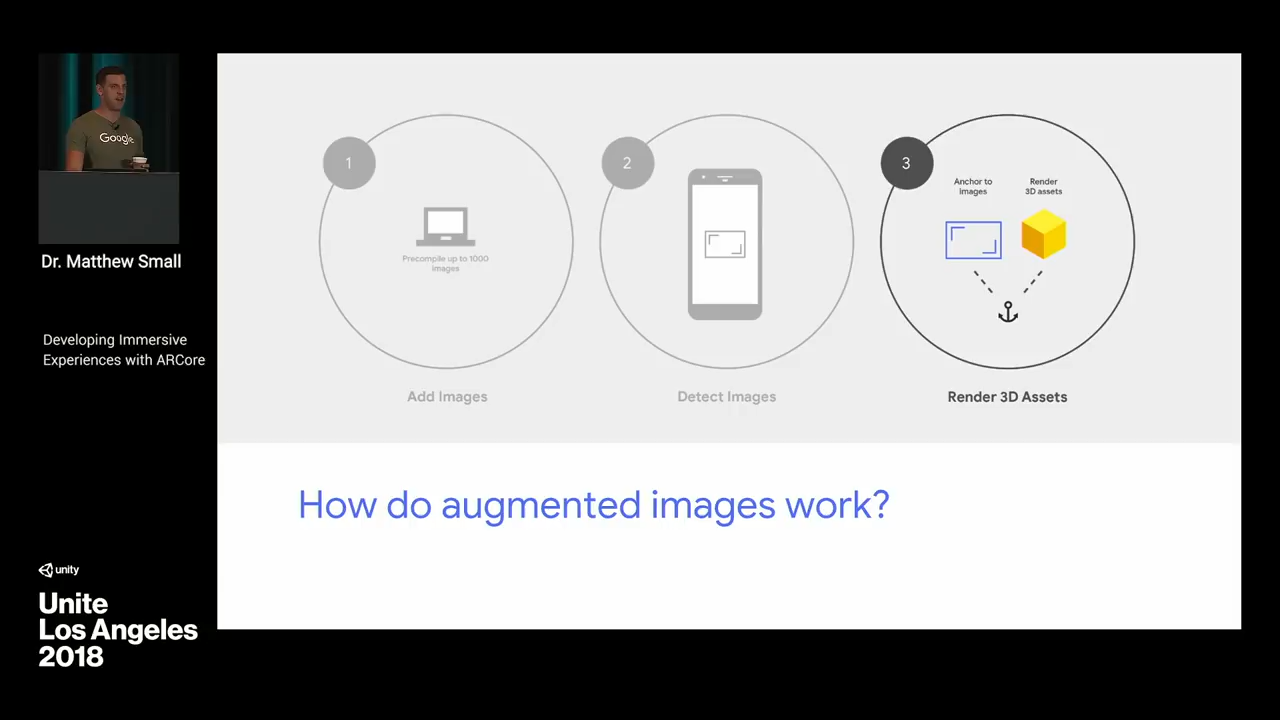 Google
Dr. Matthew Small
Developing Immersive
Experiences with ARCore
unity
Unite
Los Angeles
2018
1
Precompile up to 1000
images
Add Images
2
Detect Images
3
Anchor to
images
Render
3D assets
Render 3D Assets
How do augmented images work?